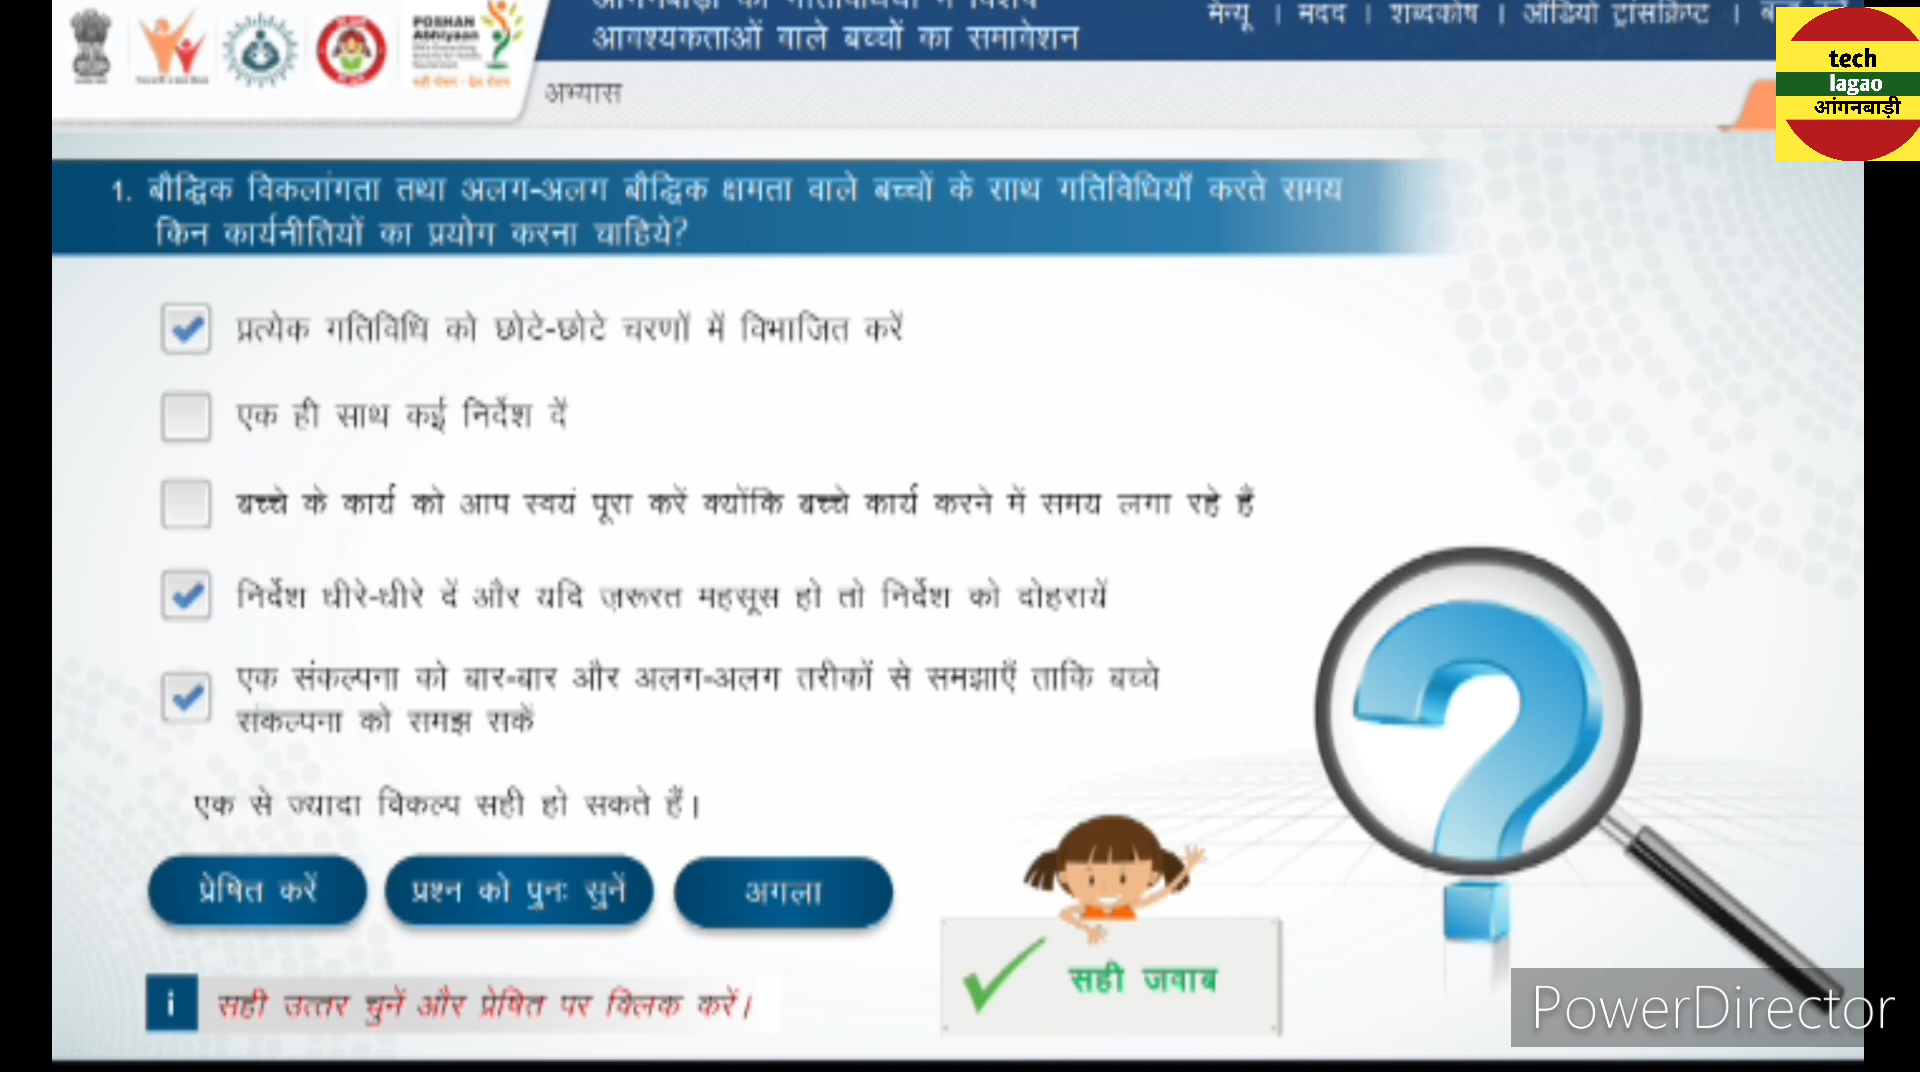 POSHAN
Abhiyaan
सही पोषण - देश रोशन
आवश्यकताओं वाले बच्चों का समावेशन
मेन्यू | मदद | शब्दकोष | ऑडियो ट्रांसक्रिप्ट |
tech
lagao
आंगनबाड़ी
अभ्यास
1. बौद्धिक विकलांगता तथा अलग-अलग बौद्धिक क्षमता वाले बच्चों के साथ गतिविधियाँ करते समय
किन कार्यनीतियों का प्रयोग करना चाहिये?
प्रत्येक गतिविधि को छोटे-छोटे चरणों में विभाजित करें
एक ही साथ कई निर्देश दें
बच्चे के कार्य को आप स्वयं पूरा करें क्योंकि बच्चे कार्य करने में समय लगा रहे हैं
निर्देश धीरे-धीरे दें और यदि ज़रूरत महसूस हो तो निर्देश को दोहरायें
एक संकल्पना को बार-बार और अलग-अलग तरीकों से समझाएँ ताकि बच्चे
संकल्पना को समझ सकें
एक से ज्यादा विकल्प सही हो सकते हैं।
प्रेषित करें प्रश्न को पुनः सुनें अगला
सही जवाब
i सही उत्तर चुनें और प्रेषित पर क्लिक करें।
PowerDirector